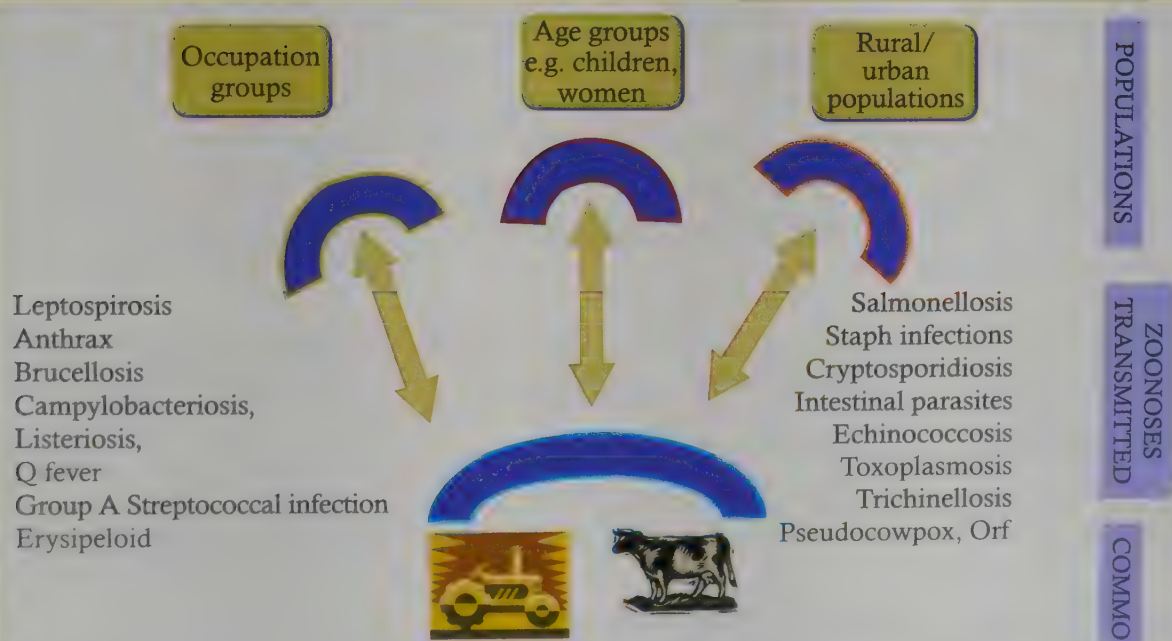 Occupation
groups
Age groups
e.g. children,
women
Rural/
urban
populations
POPULATIONS
Leptospirosis
Anthrax
Brucellosis
Campylobacteriosis,
Listeriosis,
Q fever
Group A Streptococcal infection
Erysipeloid
Salmonellosis
Staph infections
Cryptosporidiosis
Intestinal parasites
Echinococcosis
Toxoplasmosis
Trichinellosis
Pseudocowpox, Orf
ZOONOSES
TRANSMITTED
COMMO